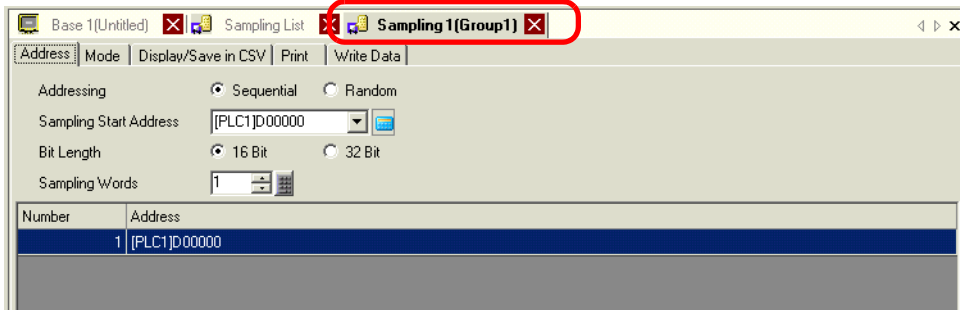 Base 1(Untitled) Sampling List Sampling 1(Group1)
Address Mode Display/Save in CSV Print Write Data
Addressing Sequential Random
Sampling Start Address [PLC1]D00000
Bit Length 16 Bit 32 Bit
Sampling Words 1
Number Address
1 [PLC1]D00000